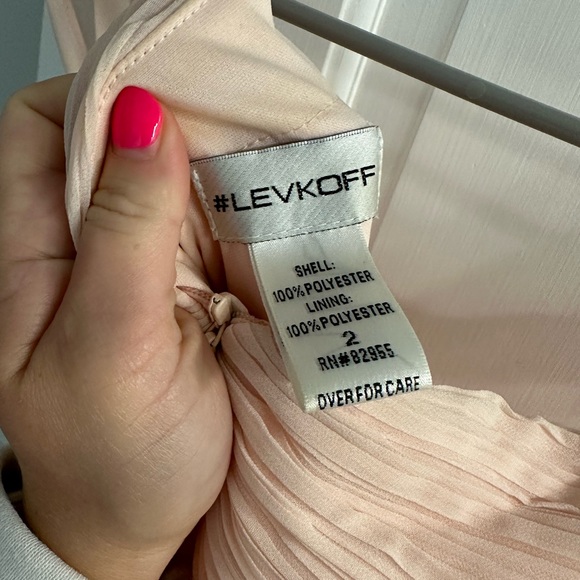 #LEVKOFF
SHELL:
100%POLYESTER
LINING:
100%POLYESTER
2
RN#82955
OVER FOR CARE